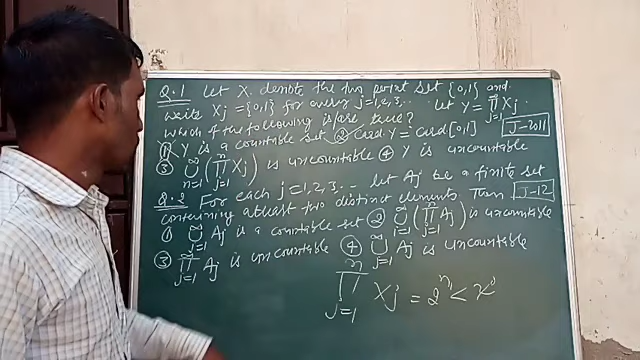 Q.1 Let X denote the two point set {0,1} and
write Xj = {0,1} for every j=1,2,3... Let Y = ∞∏j=1 Xj.
Which of the following is/are true? J-2011
① Y is a countable set ② Card Y = card [0,1]
③ ∞⋃n=1 (n∏j=1 Xj) is uncountable ④ Y is uncountable
Q.2 For each j=1,2,3... Let Aj be a finite set
containing atleast two distinct elements. Then J-12
① ∞⋃j=1 Aj is a countable set ② ∞⋃ (n∏j=1 Aj) is uncountable
③ ∞∏j=1 Aj is uncountable ④ ∞⋃j=1 Aj is uncountable
n∏j=1 Xj = 2ⁿ <